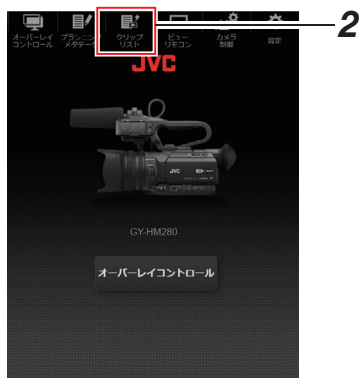 オーバーレイ
コントロール
プランニング
メタデータ
クリップ
リスト
ビュー
リモコン
カメラ
制御
設定
2
JVC
JVC
GY-HM280
オーバーレイコントロール